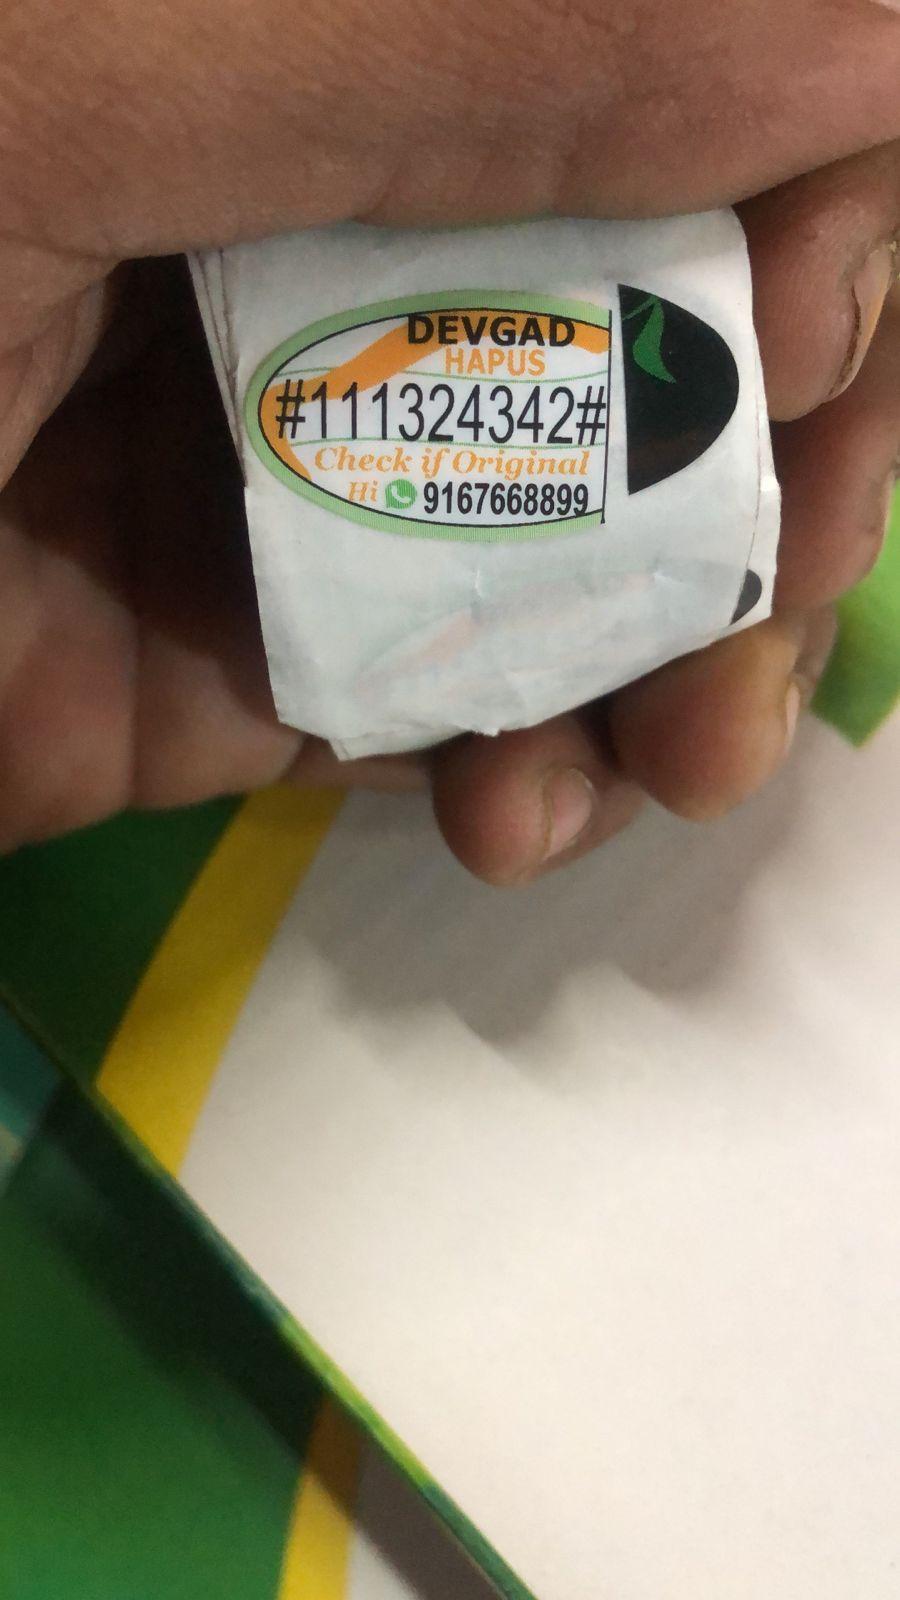 DEVGAD
HAPUS
#111324342#
Check if Original
Hi 9167668899